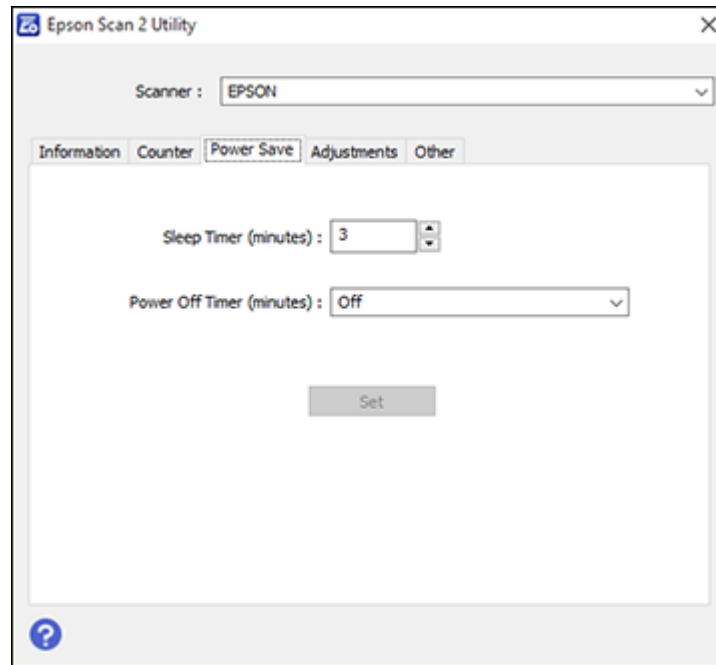 Epson Scan 2 Utility
Scanner : EPSON
Information Counter Power Save Adjustments Other
Sleep Timer (minutes) : 3
Power Off Timer (minutes) : Off
Set
?